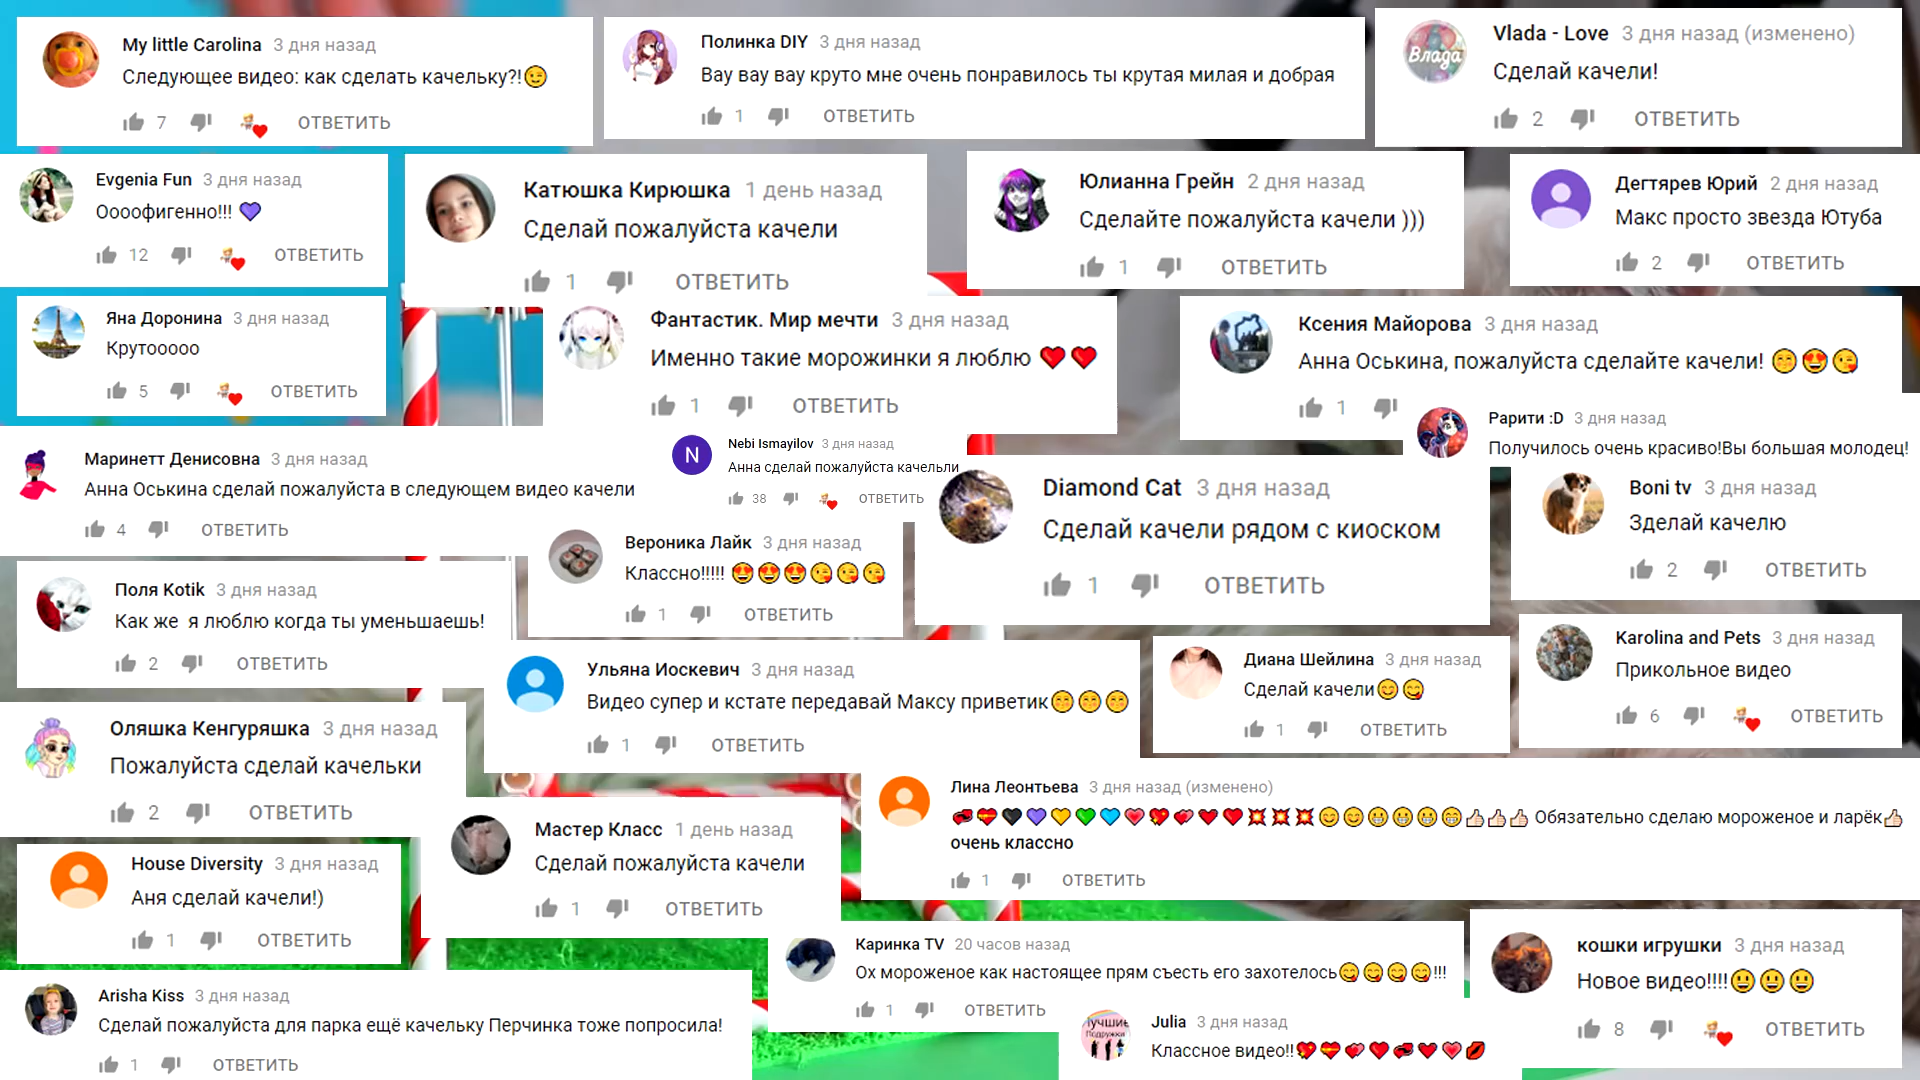 My little Carolina 3 дня назад
Следующее видео: как сделать качельку?!😉
7 ОТВЕТИТЬ
Полинка DIY 3 дня назад
Вау вау вау круто мне очень понравилось ты крутая милая и добрая
1 ОТВЕТИТЬ
Влада
Vlada - Love 3 дня назад (изменено)
Сделай качели!
2 ОТВЕТИТЬ
Evgenia Fun 3 дня назад
Ооооофигенно!!! 💜
12 ОТВЕТИТЬ
Катюшка Кирюшка 1 день назад
Сделай пожалуйста качели
1 ОТВЕТИТЬ
Юлианна Грейн 2 дня назад
Сделайте пожалуйста качели )))
1 ОТВЕТИТЬ
Дегтярев Юрий 2 дня назад
Макс просто звезда Ютуба
2 ОТВЕТИТЬ
Яна Доронина 3 дня назад
Крутооооо
5 ОТВЕТИТЬ
Фантастик. Мир мечти 3 дня назад
Именно такие морожинки я люблю ❤❤
1 ОТВЕТИТЬ
Ксения Майорова 3 дня назад
Анна Оськина, пожалуйста сделайте качели! 😊😍😘
1
Рарити :D 3 дня назад
Получилось очень красиво!Вы большая молодец!
Маринетт Денисовна 3 дня назад
Анна Оськина сделай пожалуйста в следующем видео качели
4 ОТВЕТИТЬ
N
Nebi Ismayilov 3 дня назад
Анна сделай пожалуйста качельли
38 ОТВЕТИТЬ
Diamond Cat 3 дня назад
Сделай качели рядом с киоском
1 ОТВЕТИТЬ
Boni tv 3 дня назад
Зделай качелю
2 ОТВЕТИТЬ
Вероника Лайк 3 дня назад
Классно!!!!! 😍😍😍😘😘😘
1 ОТВЕТИТЬ
Поля Kotik 3 дня назад
Как же я люблю когда ты уменьшаешь!
2 ОТВЕТИТЬ
Ульяна Иоскевич 3 дня назад
Видео супер и кстате передавай Максу приветик😊😊😊
1 ОТВЕТИТЬ
Диана Шейлина 3 дня назад
Сделай качели😊😋
1 ОТВЕТИТЬ
Karolina and Pets 3 дня назад
Прикольное видео
6 ОТВЕТИТЬ
Оляшка Кенгуряшка 3 дня назад
Пожалуйста сделай качельки
2 ОТВЕТИТЬ
Мастер Класс 1 день назад
Сделай пожалуйста качели
1 ОТВЕТИТЬ
Лина Леонтьева 3 дня назад (изменено)
💋💝🖤💜💛💚💙💗💖💕❤❤💥💥💥😊😊😁😁😁😁👍👍👍 Обязательно сделаю мороженое и ларёк👍
очень классно
1 ОТВЕТИТЬ
House Diversity 3 дня назад
Аня сделай качели!)
1 ОТВЕТИТЬ
Каринка TV 20 часов назад
Ох мороженое как настоящее прям съесть его захотелось😋😋😋😋!!!
1 ОТВЕТИТЬ
кошки игрушки 3 дня назад
Новое видео!!!!😃😃😃
8 ОТВЕТИТЬ
Arisha Kiss 3 дня назад
Сделай пожалуйста для парка ещё качельку Перчинка тоже попросила!
1 ОТВЕТИТЬ
лучшие
Подружки
Julia 3 дня назад
Классное видео!!💖💝💕❤💋❤💗💋